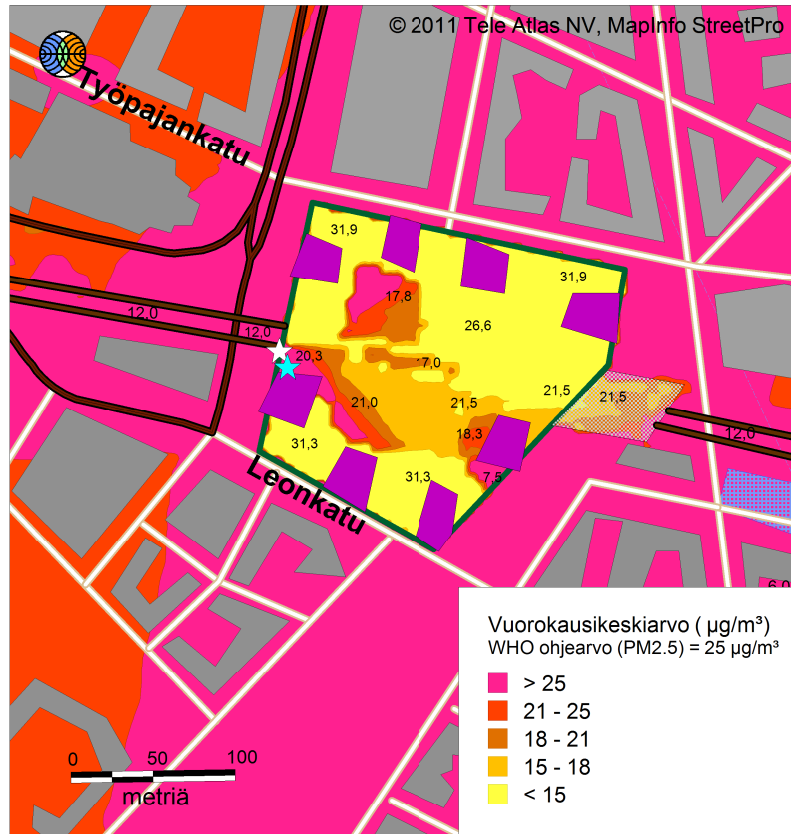 © 2011 Tele Atlas NV, MapInfo StreetPro
Työpajankatu
31,9
31,9
17,8
26,6
12,0
12,0
20,3
7,0
21,0
21,5
21,5
21,5
18,3
12,0
31,3
31,3
7,5
Leonkatu
6,0
Vuorokausikeskiarvo ( µg/m³)
WHO ohjearvo (PM2.5) = 25 µg/m³
> 25
21 - 25
18 - 21
15 - 18
< 15
0 50 100
metriä